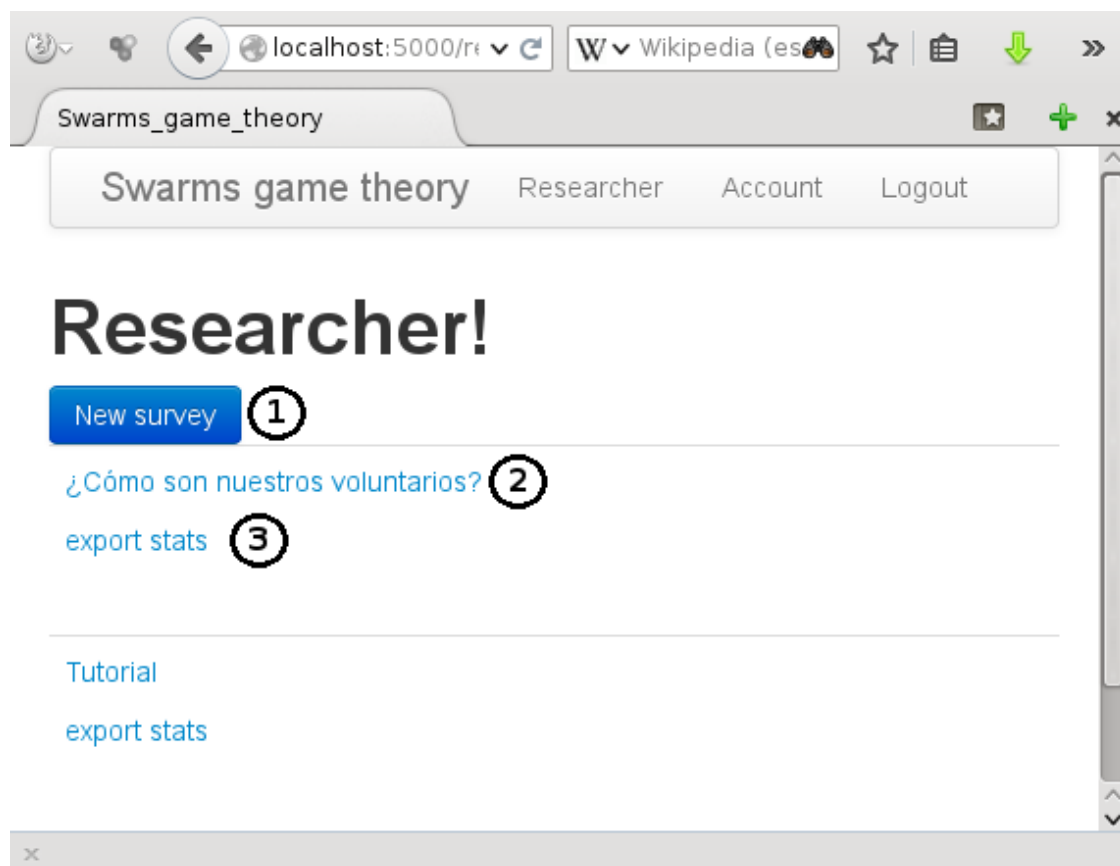 localhost:5000/re
W Wikipedia (es
Swarms_game_theory
Swarms game theory Researcher Account Logout
Researcher!
New survey 1
¿Cómo son nuestros voluntarios? 2
export stats 3
Tutorial
export stats